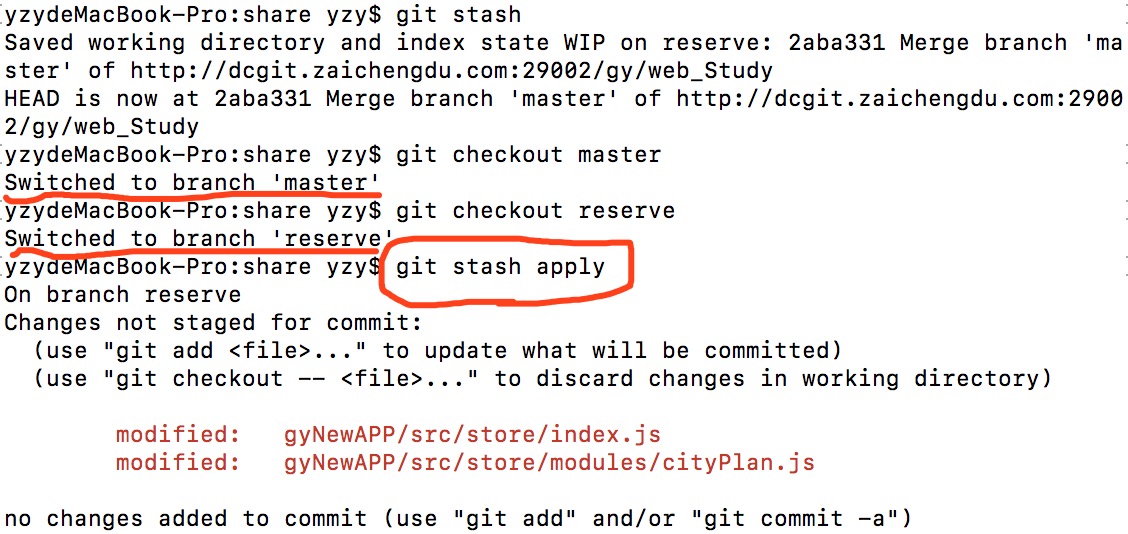 yzydeMacBook-Pro:share yzy$ git stash
Saved working directory and index state WIP on reserve: 2aba331 Merge branch 'ma
ster' of http://dcgit.zaichengdu.com:29002/gy/web_Study
HEAD is now at 2aba331 Merge branch 'master' of http://dcgit.zaichengdu.com:2900
2/gy/web_Study
yzydeMacBook-Pro:share yzy$ git checkout master
Switched to branch 'master'
yzydeMacBook-Pro:share yzy$ git checkout reserve
Switched to branch 'reserve'
yzydeMacBook-Pro:share yzy$ git stash apply
On branch reserve
Changes not staged for commit:
  (use "git add <file>..." to update what will be committed)
  (use "git checkout -- <file>..." to discard changes in working directory)
modified:   gyNewAPP/src/store/index.js
modified:   gyNewAPP/src/store/modules/cityPlan.js
no changes added to commit (use "git add" and/or "git commit -a")